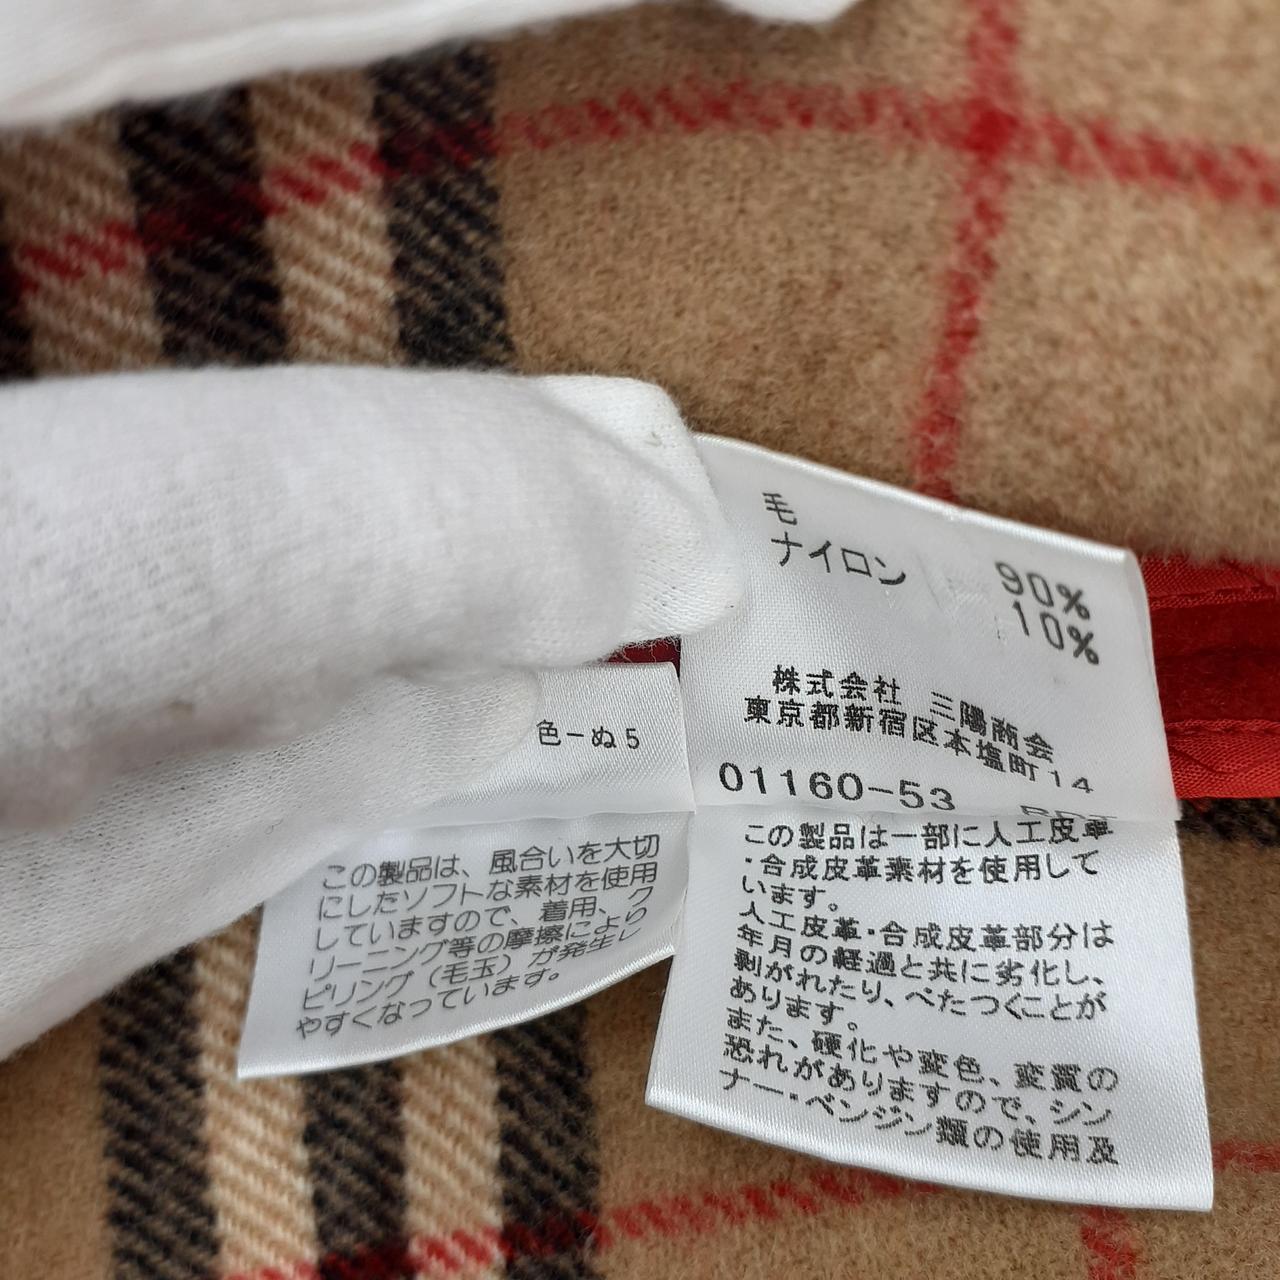 毛
ナイロン
90%
10%
株式会社 三陽商会
東京都新宿区本塩町14
01160-53
この製品は一部に人工皮革
・合成皮革素材を使用して
います。
人工皮革・合成皮革部分は
年月の経過と共に劣化し、
剥がれたり、べたつくことが
あります。
また、硬化や変色、変質の
恐れがありますので、シン
ナー・ベンジン類の使用及
色-ぬ5
この製品は、風合いを大切
にしたソフトな素材を使用
していますので、着用、ク
リーニング等の摩擦により
ピリング(毛玉)が発生し
やすくなっています。